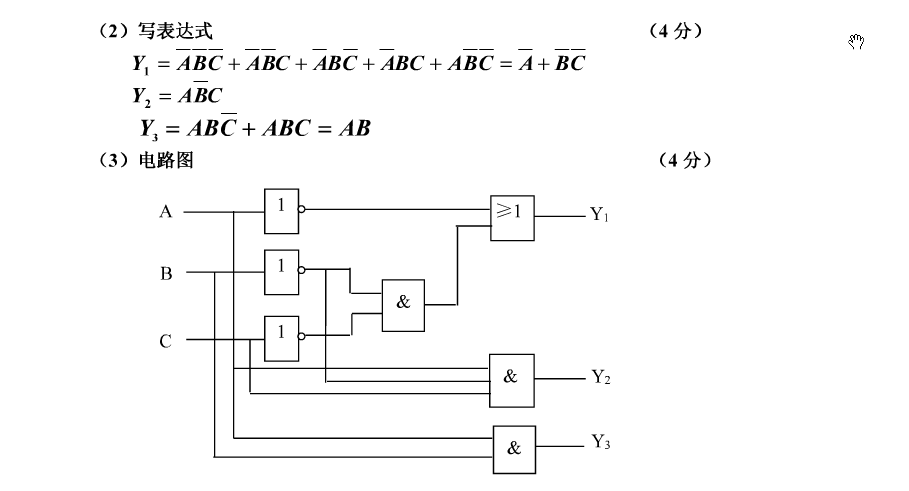 （2）写表达式 （4 分）
Y₁ = A̅B̅C̅ + A̅B̅C + A̅BC̅ + A̅BC + AB̅C̅ = A̅ + B̅C̅
Y₂ = AB̅C
Y₃ = ABC̅ + ABC = AB
（3）电路图 （4 分）
A 1 ≥1 Y₁
B 1 &
C 1
& Y₂
& Y₃